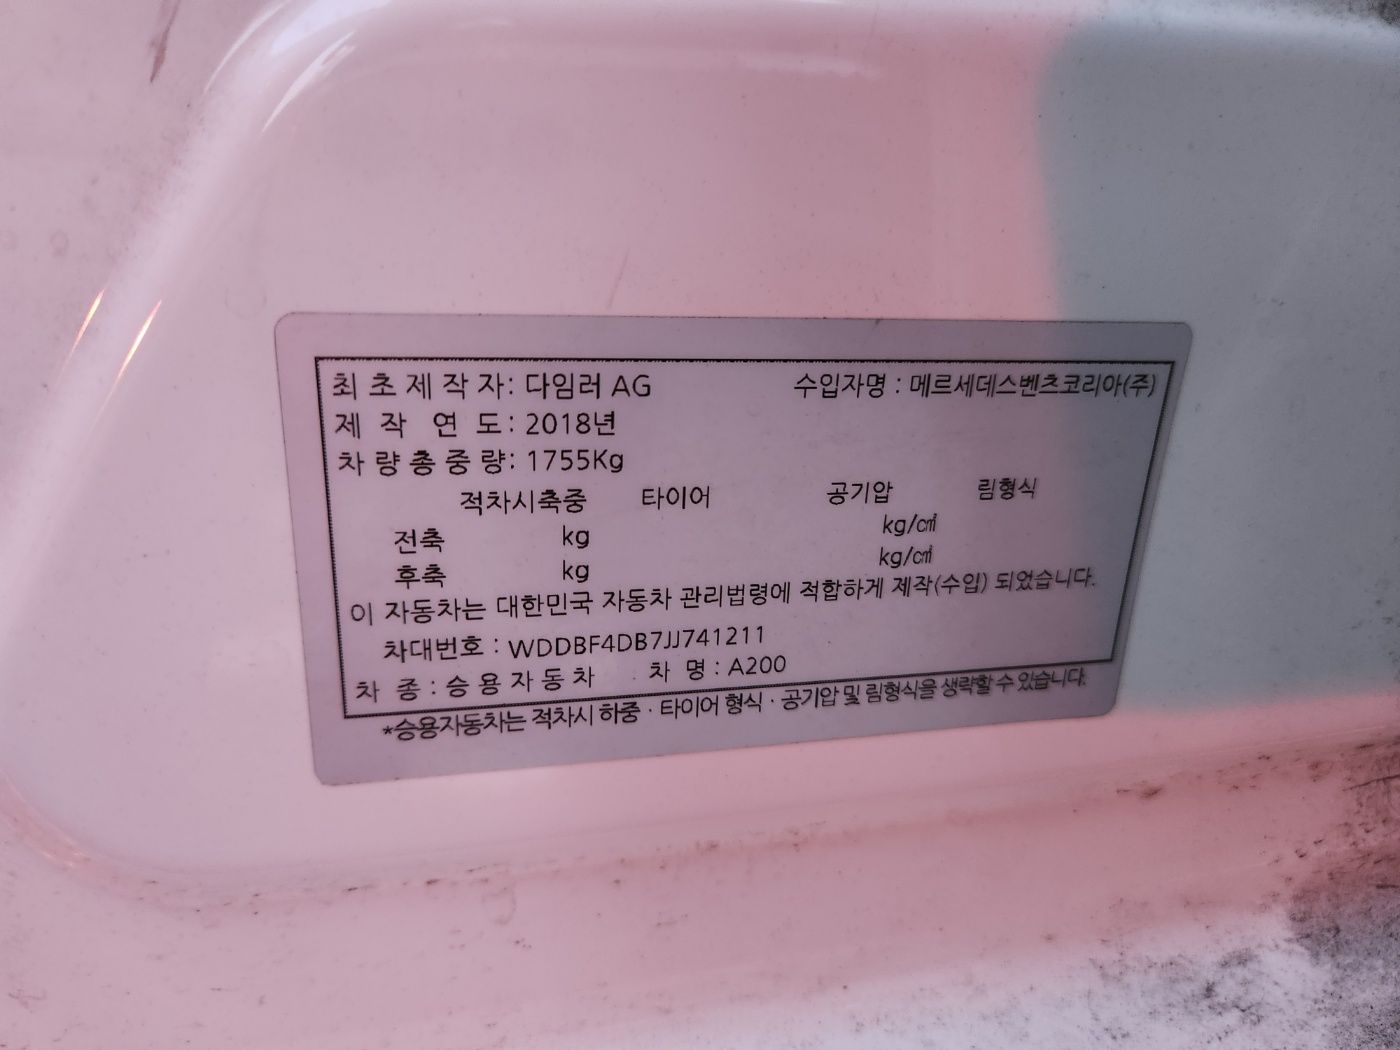 최초제작자: 다임러 AG 수입자명 : 메르세데스벤츠코리아(주)
제작 연도: 2018년
차량총중량: 1755Kg
적차시축중 타이어 공기압 림형식
전축 kg kg/㎠
후축 kg kg/㎠
이 자동차는 대한민국 자동차 관리법령에 적합하게 제작(수입) 되었습니다.
차대번호 : WDDBF4DB7JJ741211
차 종 : 승용자동차 차 명 : A200
*승용자동차는 적차시 하중 · 타이어 형식 · 공기압 및 림형식을 생략할 수 있습니다.